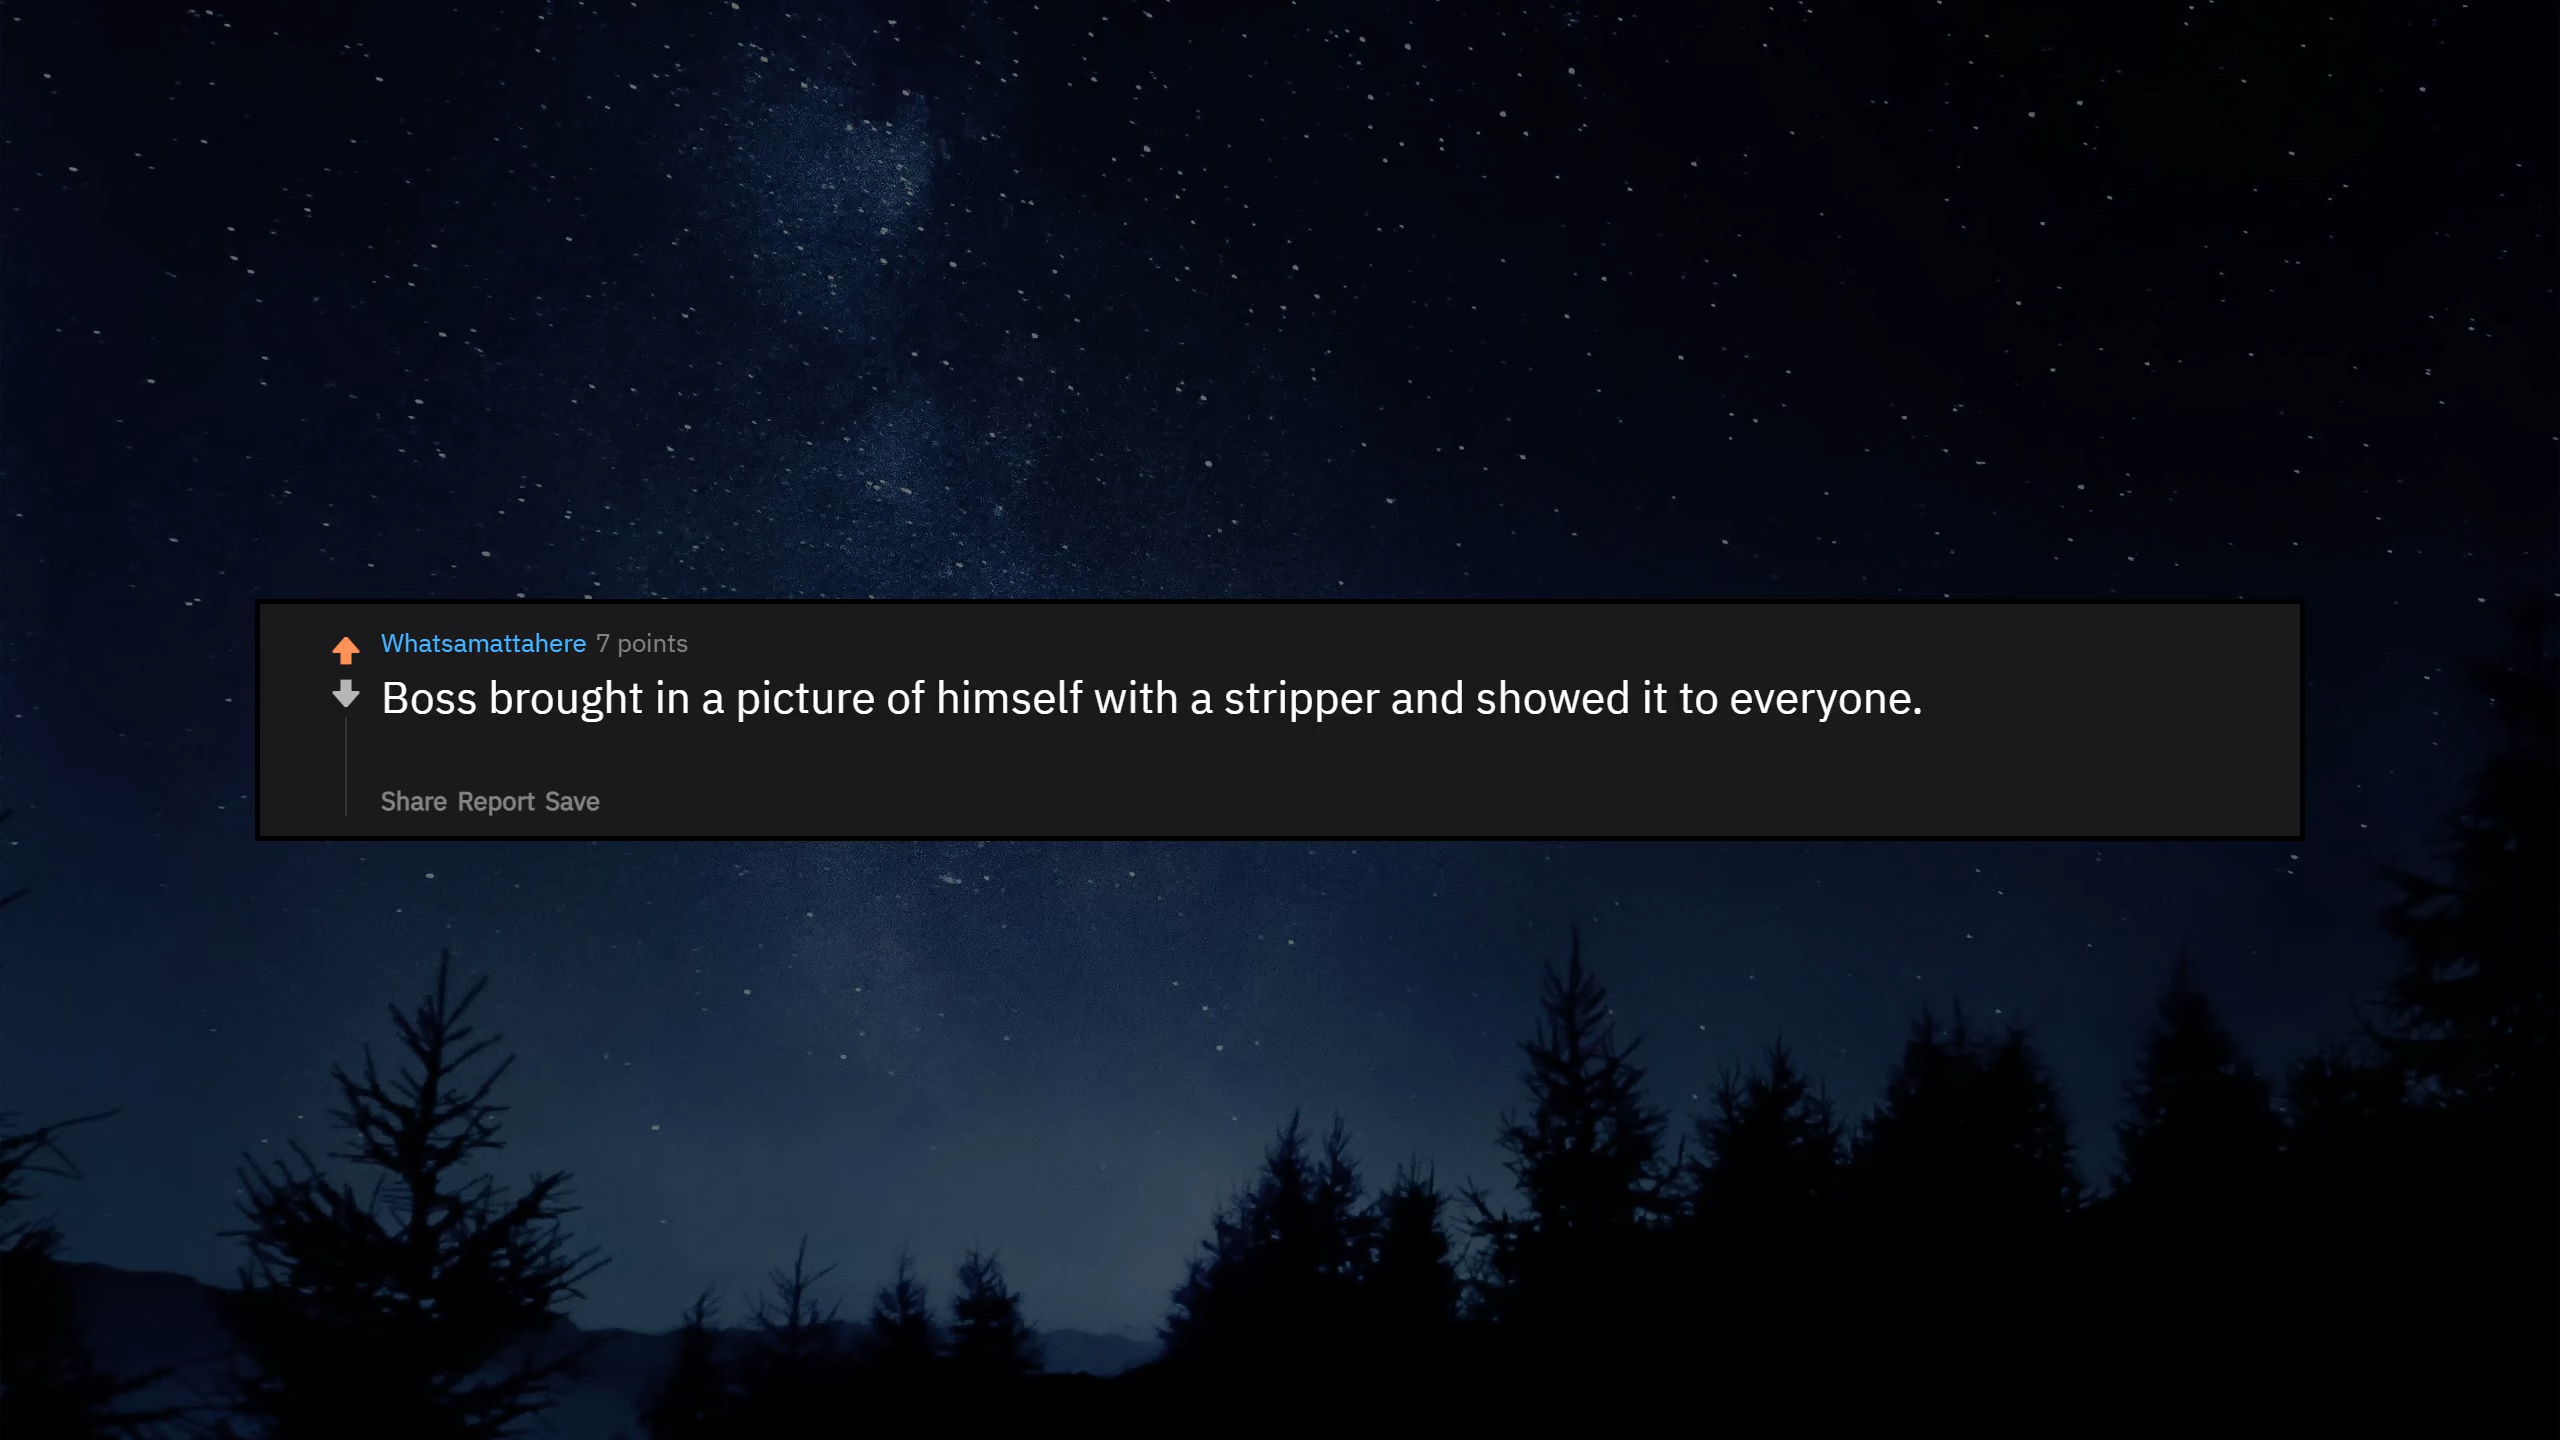 Whatsamattahere 7 points
Boss brought in a picture of himself with a stripper and showed it to everyone.
Share Report Save